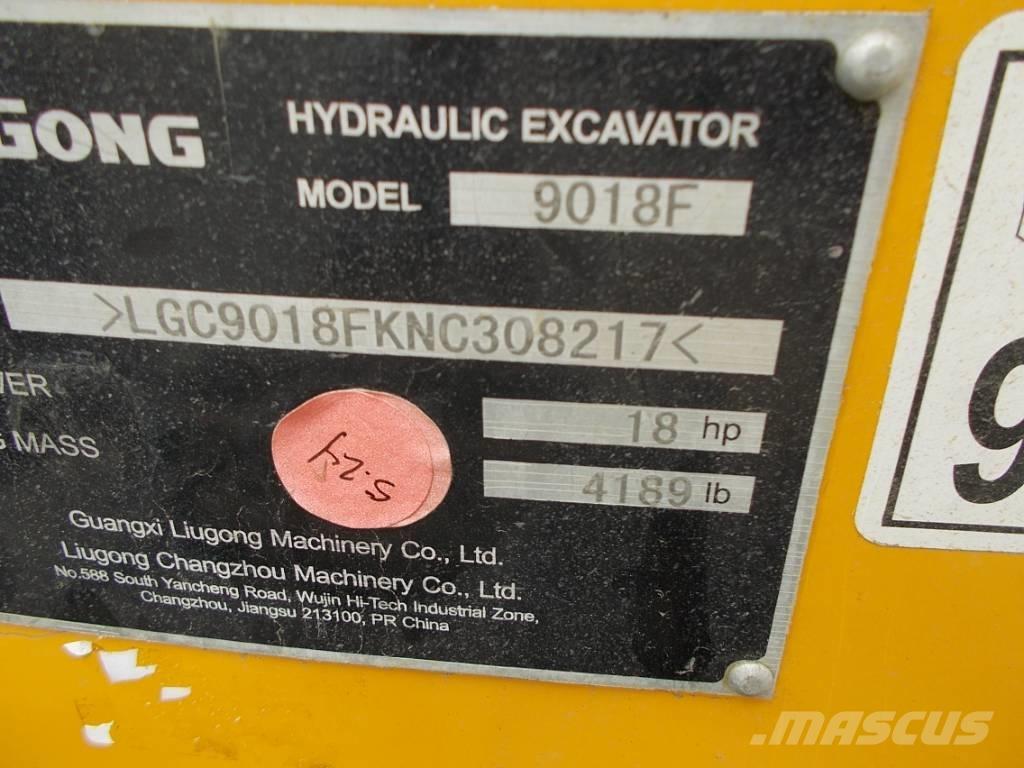 GONG
HYDRAULIC EXCAVATOR
MODEL 9018F
>LGC9018FKNC308217<
WER 18 hp
G MASS 4189 lb
Guangxi Liugong Machinery Co., Ltd.
Liugong Changzhou Machinery Co., Ltd.
No.588 South Yancheng Road, Wujin Hi-Tech Industrial Zone,
Changzhou, Jiangsu 213100, PR China
9
MASCUS